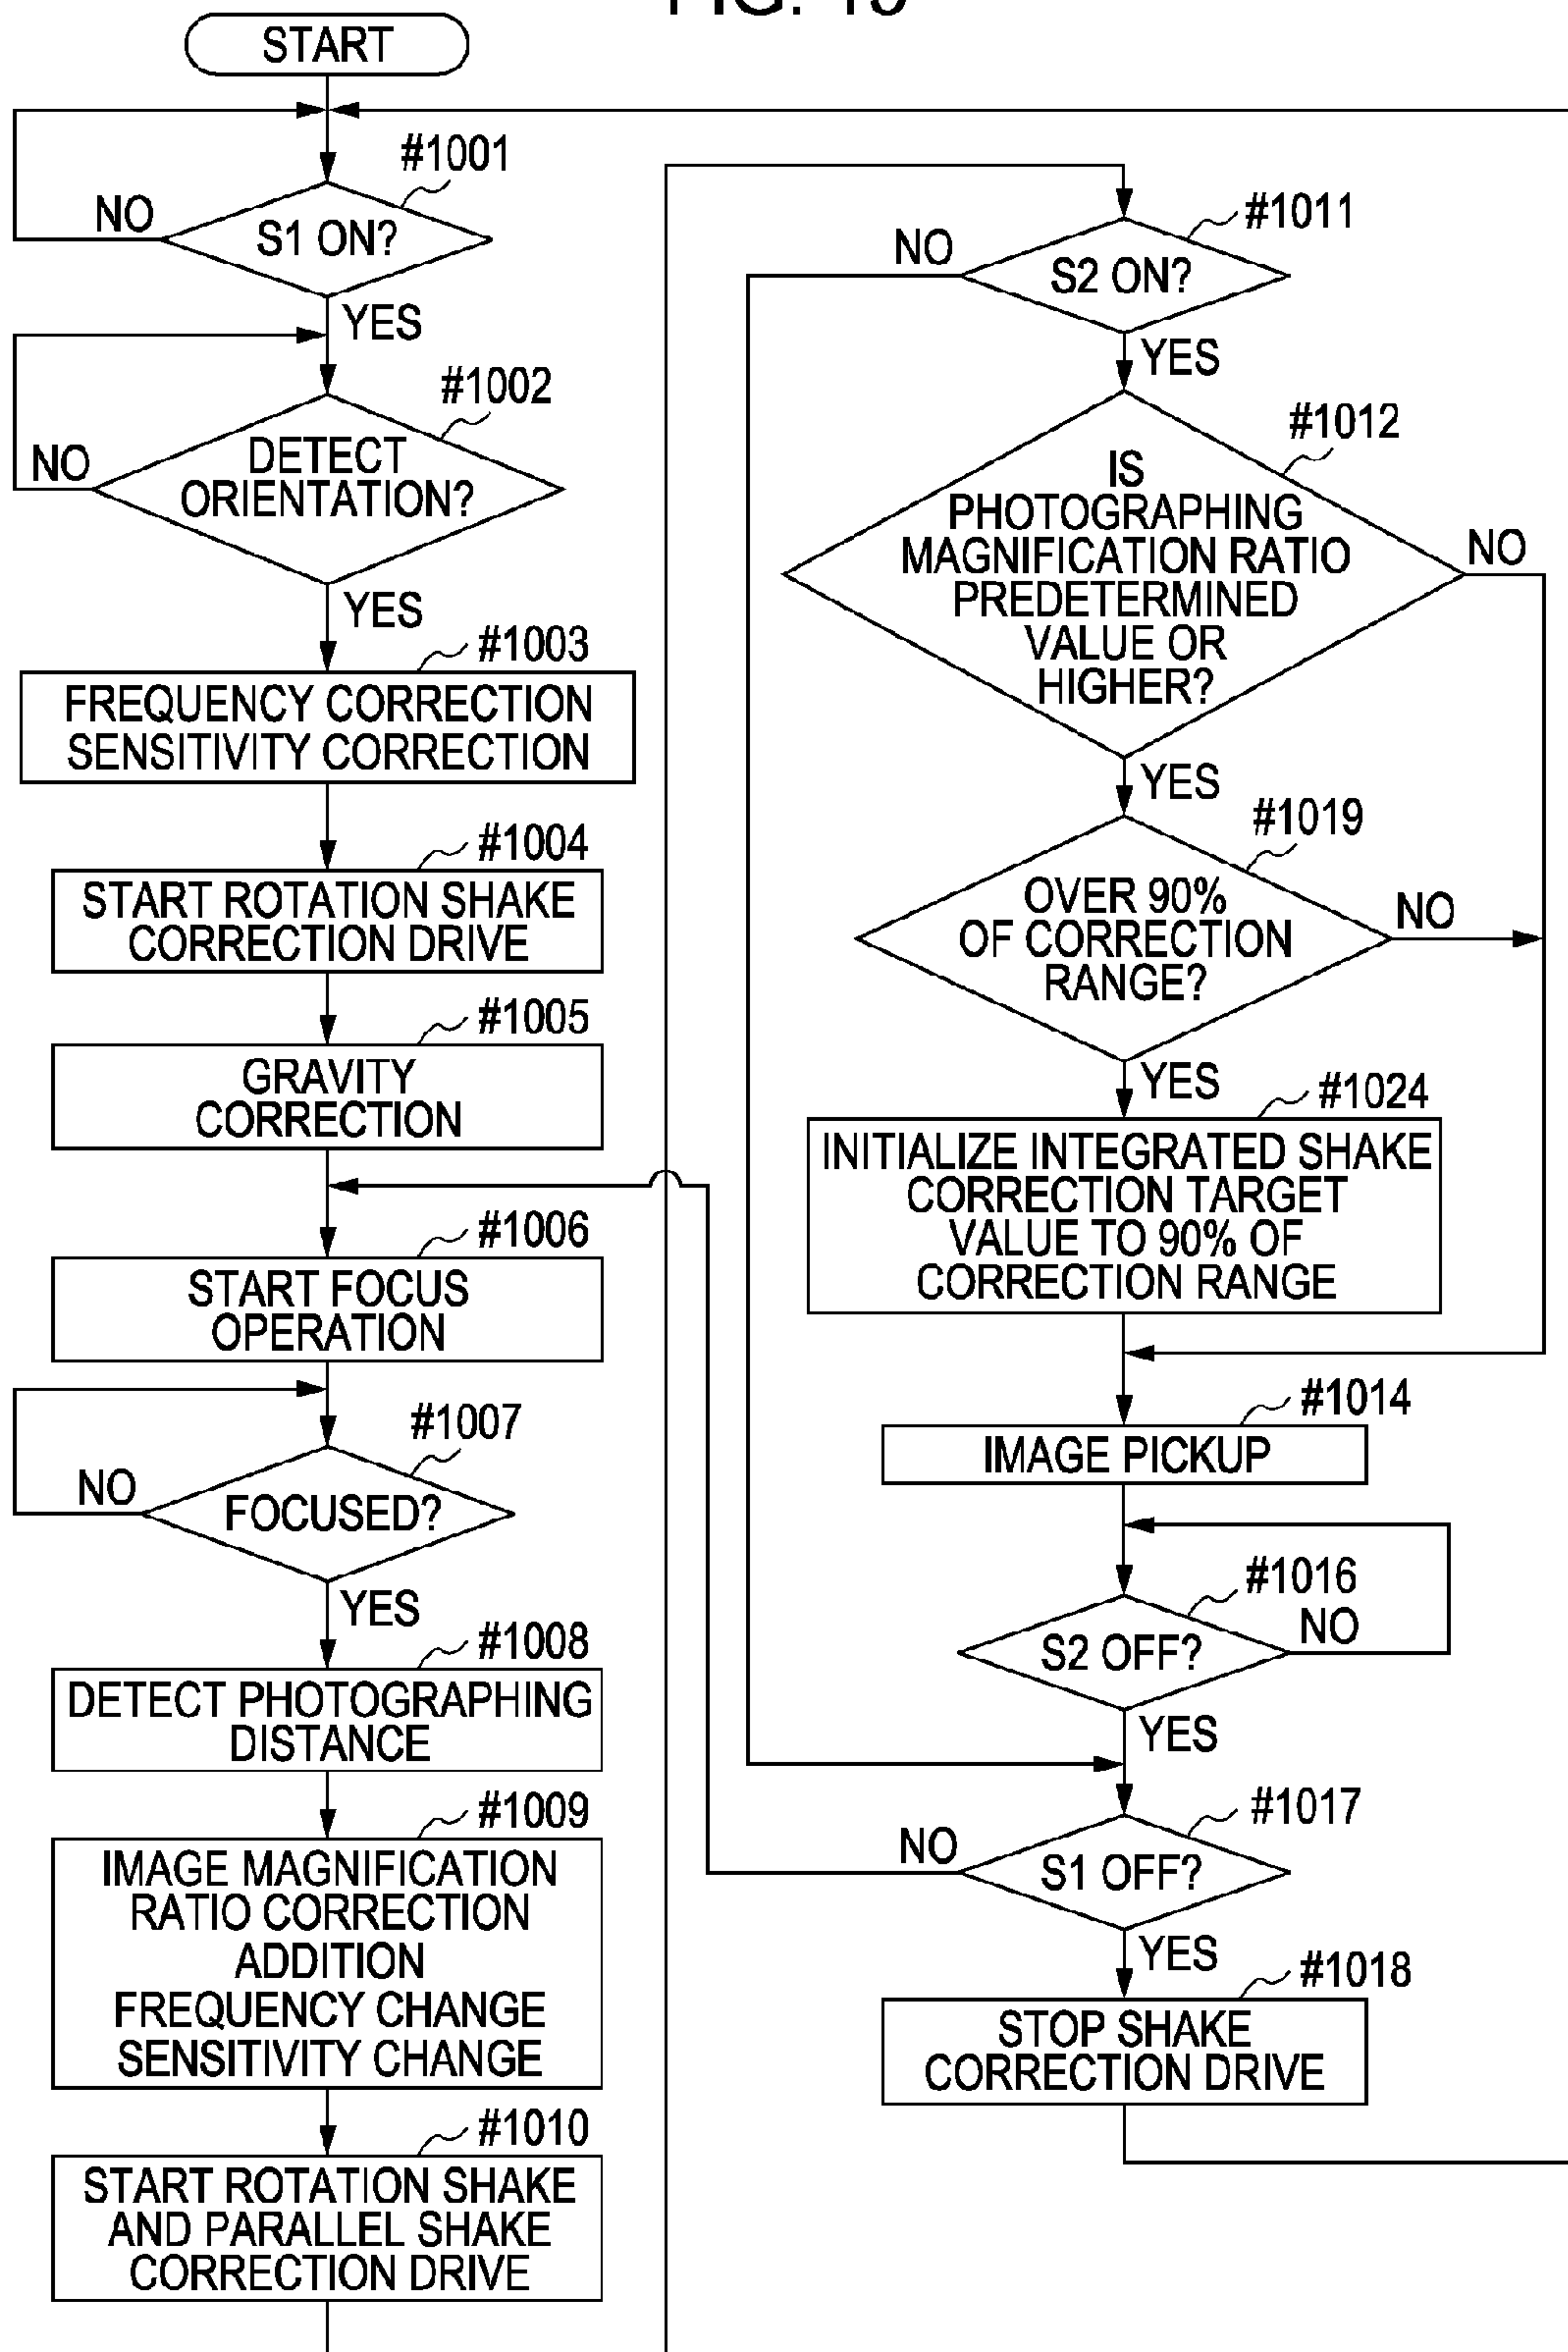 START
#1001
S1 ON?
NO
YES
#1002
DETECT
ORIENTATION?
NO
YES
#1003
FREQUENCY CORRECTION
SENSITIVITY CORRECTION
#1004
START ROTATION SHAKE
CORRECTION DRIVE
#1005
GRAVITY
CORRECTION
#1006
START FOCUS
OPERATION
#1007
FOCUSED?
NO
YES
#1008
DETECT PHOTOGRAPHING
DISTANCE
#1009
IMAGE MAGNIFICATION
RATIO CORRECTION
ADDITION
FREQUENCY CHANGE
SENSITIVITY CHANGE
#1010
START ROTATION SHAKE
AND PARALLEL SHAKE
CORRECTION DRIVE
#1011
S2 ON?
NO
YES
#1012
IS
PHOTOGRAPHING
MAGNIFICATION RATIO
PREDETERMINED
VALUE OR
HIGHER?
NO
YES
#1019
OVER 90%
OF CORRECTION
RANGE?
NO
YES
#1024
INITIALIZE INTEGRATED SHAKE
CORRECTION TARGET
VALUE TO 90% OF
CORRECTION RANGE
#1014
IMAGE PICKUP
#1016
S2 OFF?
NO
YES
#1017
S1 OFF?
NO
YES
#1018
STOP SHAKE
CORRECTION DRIVE